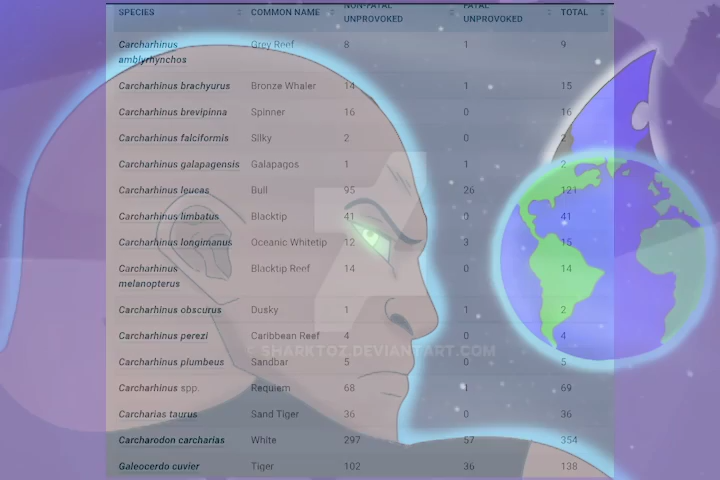 SPECIES COMMON NAME NON-FATAL UNPROVOKED FATAL UNPROVOKED TOTAL
Carcharhinus amblyrhynchos Grey Reef 8 1 9
Carcharhinus brachyurus Bronze Whaler 14 1 15
Carcharhinus brevipinna Spinner 16 0 16
Carcharhinus falciformis Silky 2 0 2
Carcharhinus galapagensis Galapagos 1 1 2
Carcharhinus leucas Bull 95 26 121
Carcharhinus limbatus Blacktip 41 0 41
Carcharhinus longimanus Oceanic Whitetip 12 3 15
Carcharhinus melanopterus Blacktip Reef 14 0 14
Carcharhinus obscurus Dusky 1 1 2
Carcharhinus perezi Caribbean Reef 4 0 4
© SHARKTOZ.DEVIANTART.COM
Carcharhinus plumbeus Sandbar 5 0 5
Carcharhinus spp. Requiem 68 1 69
Carcharias taurus Sand Tiger 36 0 36
Carcharodon carcharias White 297 57 354
Galeocerdo cuvier Tiger 102 36 138